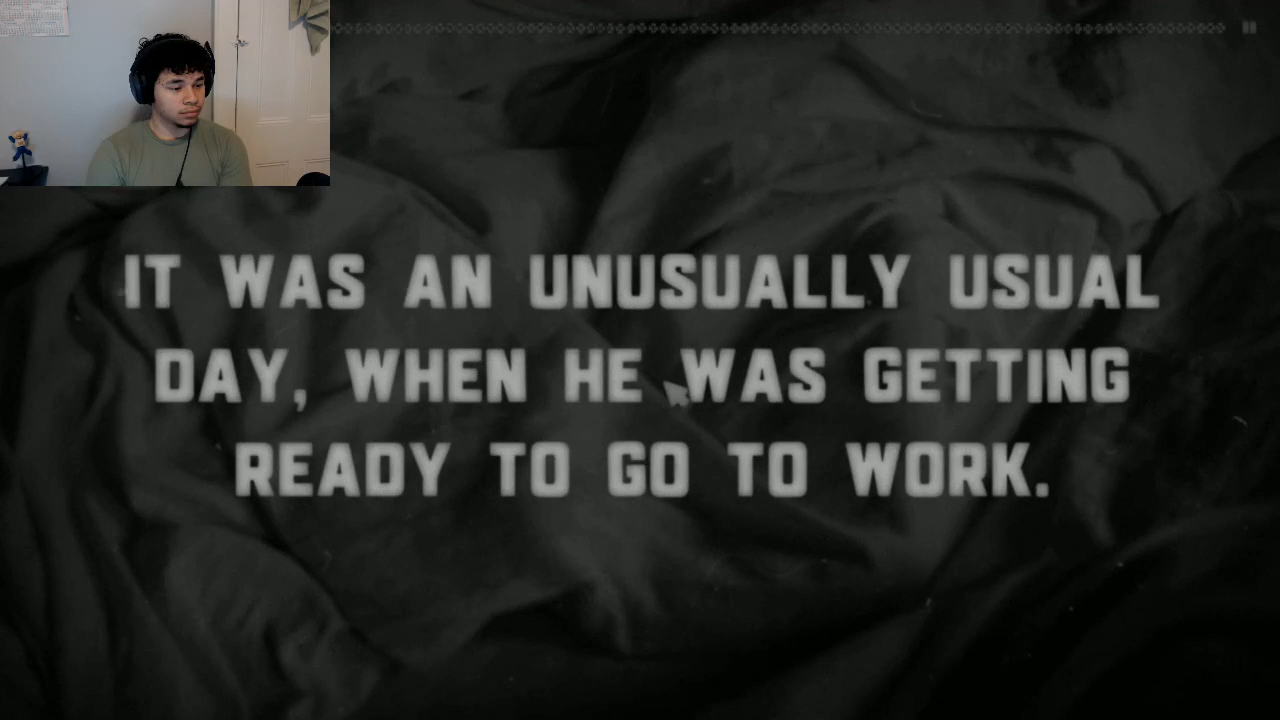 IT WAS AN UNUSUALLY USUAL
DAY, WHEN HE WAS GETTING
READY TO GO TO WORK.